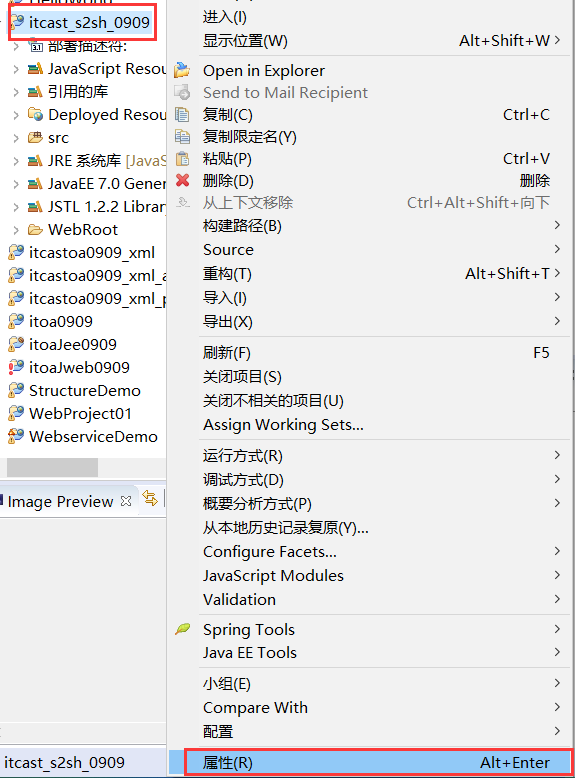 itcast_s2sh_0909
部署描述符:
JavaScript Resou
引用的库
Deployed Resou
src
JRE 系统库 [JavaS
JavaEE 7.0 Gener
JSTL 1.2.2 Library
WebRoot
itcastoa0909_xml
itcastoa0909_xml_a
itcastoa0909_xml_p
itoa0909
itoaJee0909
itoaJweb0909
StructureDemo
WebProject01
WebserviceDemo
Image Preview
itcast_s2sh_0909
进入(I)
显示位置(W) Alt+Shift+W
Open in Explorer
Send to Mail Recipient
复制(C) Ctrl+C
复制限定名(Y)
粘贴(P) Ctrl+V
删除(D) 删除
从上下文移除 Ctrl+Alt+Shift+向下
构建路径(B)
Source
重构(T) Alt+Shift+T
导入(I)
导出(X)
刷新(F) F5
关闭项目(S)
关闭不相关的项目(U)
Assign Working Sets...
运行方式(R)
调试方式(D)
概要分析方式(P)
从本地历史记录复原(Y)...
Configure Facets...
JavaScript Modules
Validation
Spring Tools
Java EE Tools
小组(E)
Compare With
配置
属性(R) Alt+Enter